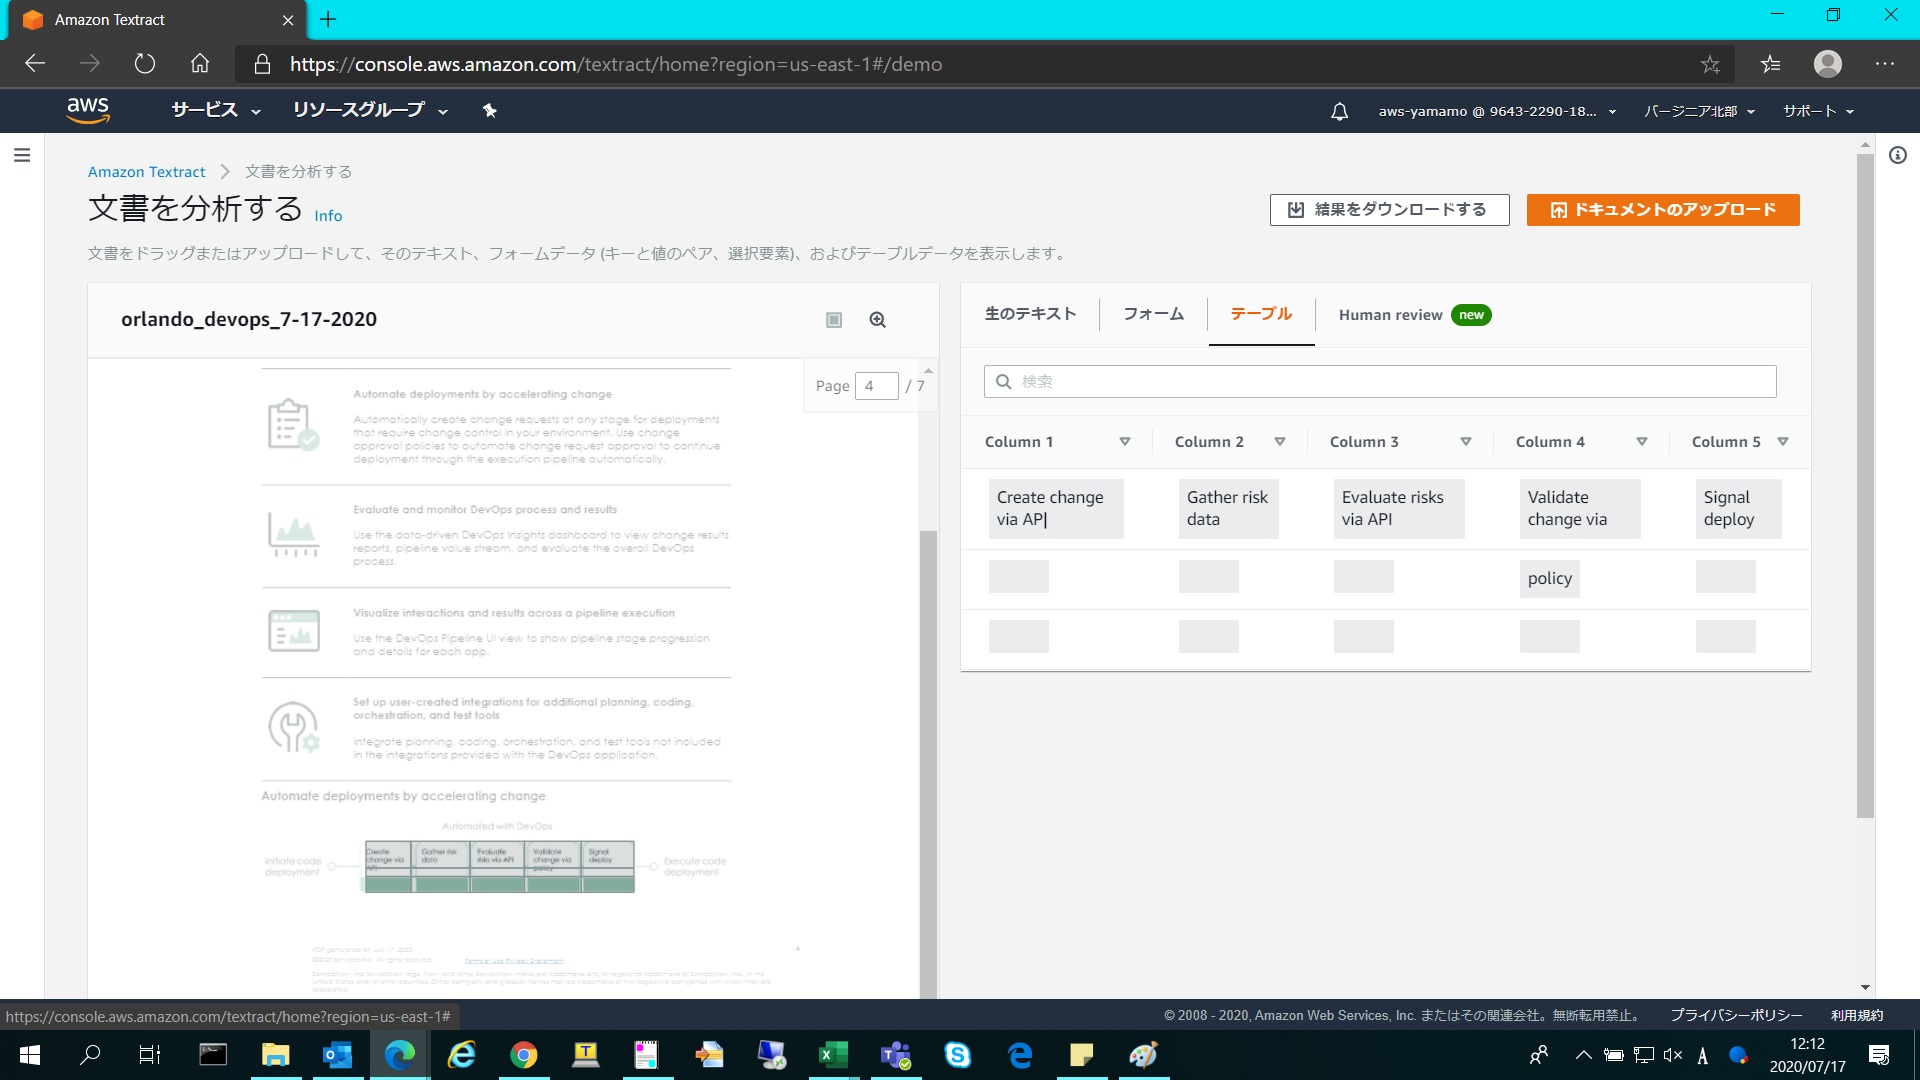 Amazon Textract
https://console.aws.amazon.com/textract/home?region=us-east-1#/demo
aws
サービス
リソースグループ
aws-yamamo @ 9643-2290-18...
バージニア北部
サポート
Amazon Textract
文書を分析する
文書を分析する
Info
結果をダウンロードする
ドキュメントのアップロード
文書をドラッグまたはアップロードして、そのテキスト、フォームデータ (キーと値のペア、選択要素)、およびテーブルデータを表示します。
orlando_devops_7-17-2020
Page 4 / 7
Automate deployments by accelerating change
Automatically create change requests at any stage for deployments
that require change control in your environment. Use change
approval policies to automate change request approval to continue
deployment through the execution pipeline automatically.
Evaluate and monitor DevOps process and results
Use the data-driven DevOps Insights dashboard to view change results
reports, pipeline value stream, and evaluate the overall DevOps
process.
Visualize interactions and results across a pipeline execution
Use the DevOps Pipeline UI view to show pipeline stage progression
and details for each app.
Set up user-created integrations for additional planning, coding,
orchestration, and test tools
Integrate planning, coding, orchestration, and test tools not included
in the integrations provided with the DevOps application.
Automate deployments by accelerating change
Automated with DevOps
Initiate code
deployment
Create
change via
API
Gather risk
data
Evaluate
risks via API
Validate
change via
policy
Signal
deploy
Execute code
deployment
PDF generated on July 17, 2020
4
©2020 ServiceNow. All rights reserved.
Terms of Use Privacy Statement
生のテキスト
フォーム
テーブル
Human review
new
検索
Column 1
Column 2
Column 3
Column 4
Column 5
Create change
via AP|
Gather risk
data
Evaluate risks
via API
Validate
change via
Signal
deploy
policy
https://console.aws.amazon.com/textract/home?region=us-east-1#
© 2008 - 2020, Amazon Web Services, Inc. またはその関連会社。無断転用禁止。
プライバシーポリシー
利用規約
A
12:12
2020/07/17